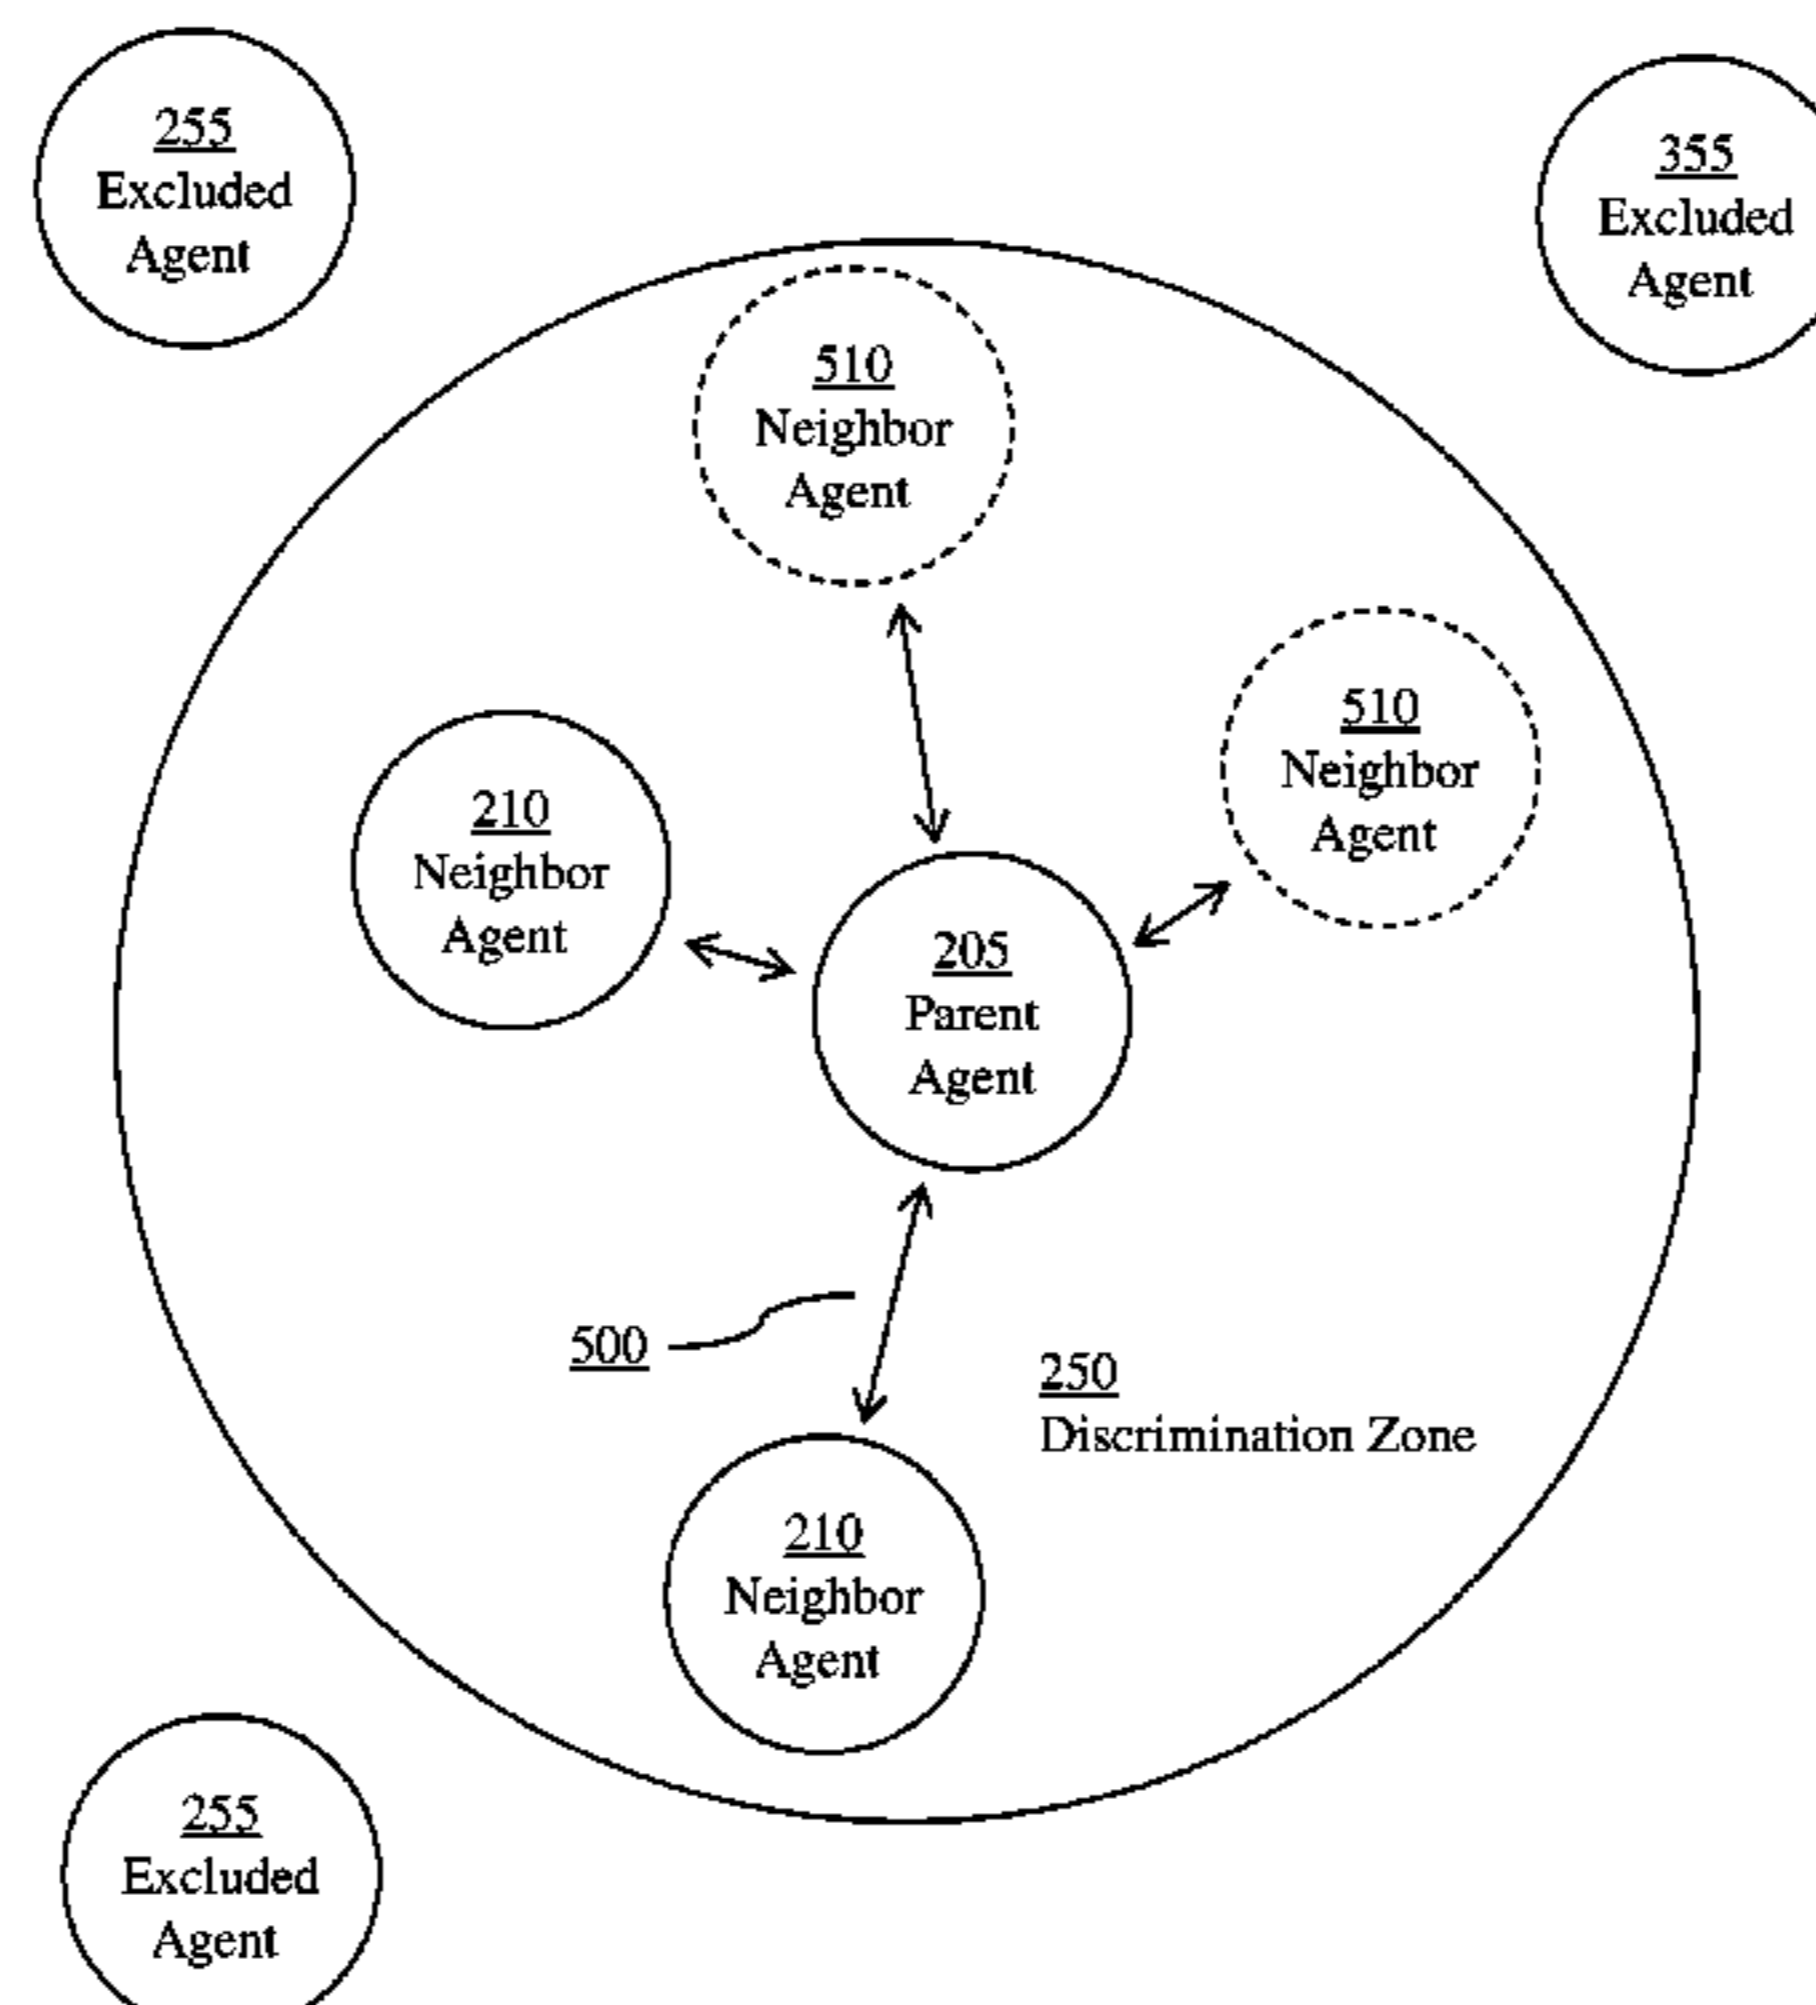 255
Excluded
Agent
355
Excluded
Agent
510
Neighbor
Agent
510
Neighbor
Agent
210
Neighbor
Agent
205
Parent
Agent
500
250
Discrimination Zone
210
Neighbor
Agent
255
Excluded
Agent